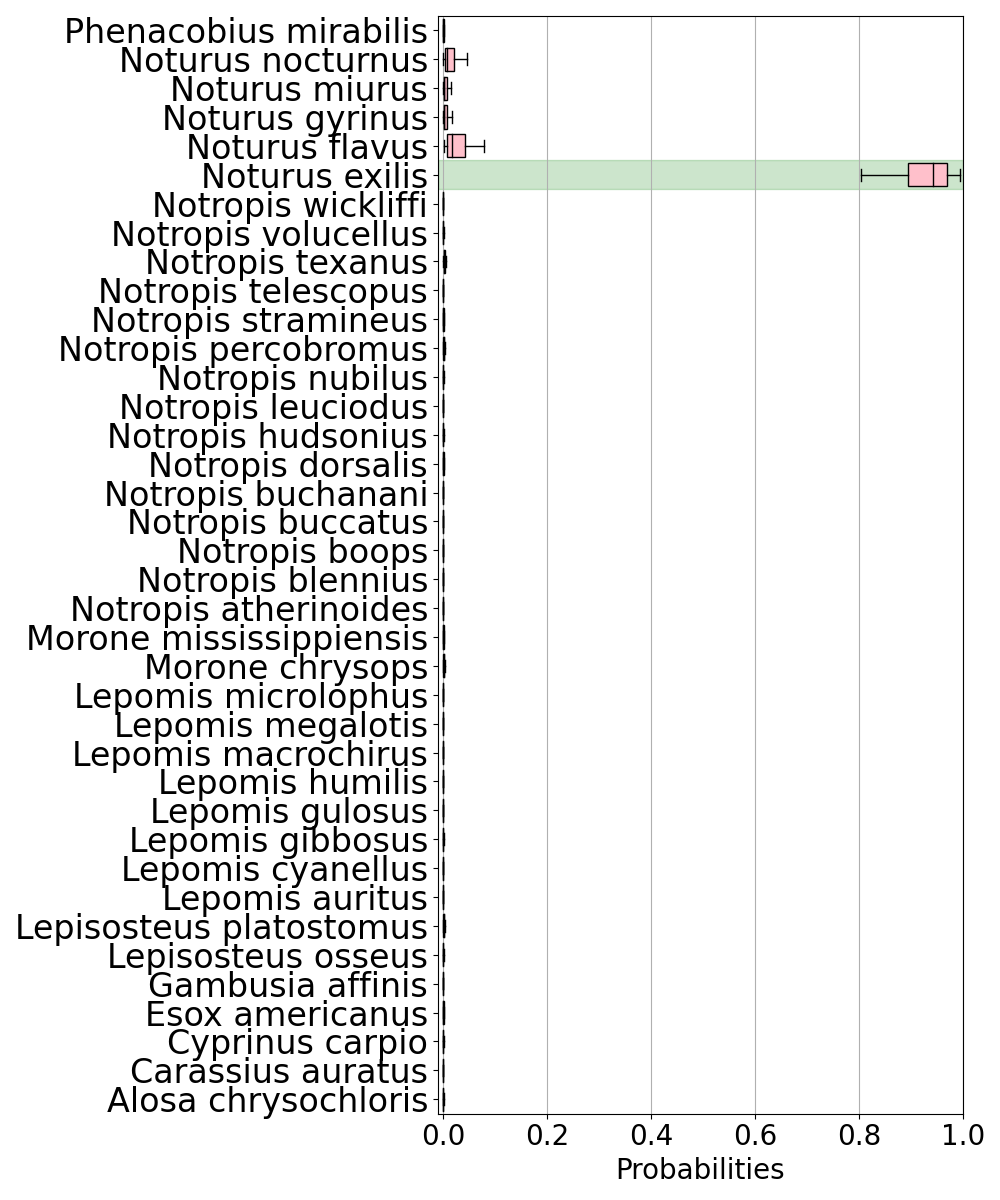 Phenacobius mirabilis
Noturus nocturnus
Noturus miurus
Noturus gyrinus
Noturus flavus
Noturus exilis
Notropis wickliffi
Notropis volucellus
Notropis texanus
Notropis telescopus
Notropis stramineus
Notropis percobromus
Notropis nubilus
Notropis leuciodus
Notropis hudsonius
Notropis dorsalis
Notropis buchanani
Notropis buccatus
Notropis boops
Notropis blennius
Notropis atherinoides
Morone mississippiensis
Morone chrysops
Lepomis microlophus
Lepomis megalotis
Lepomis macrochirus
Lepomis humilis
Lepomis gulosus
Lepomis gibbosus
Lepomis cyanellus
Lepomis auritus
Lepisosteus platostomus
Lepisosteus osseus
Gambusia affinis
Esox americanus
Cyprinus carpio
Carassius auratus
Alosa chrysochloris
0.0 0.2 0.4 0.6 0.8 1.0
Probabilities